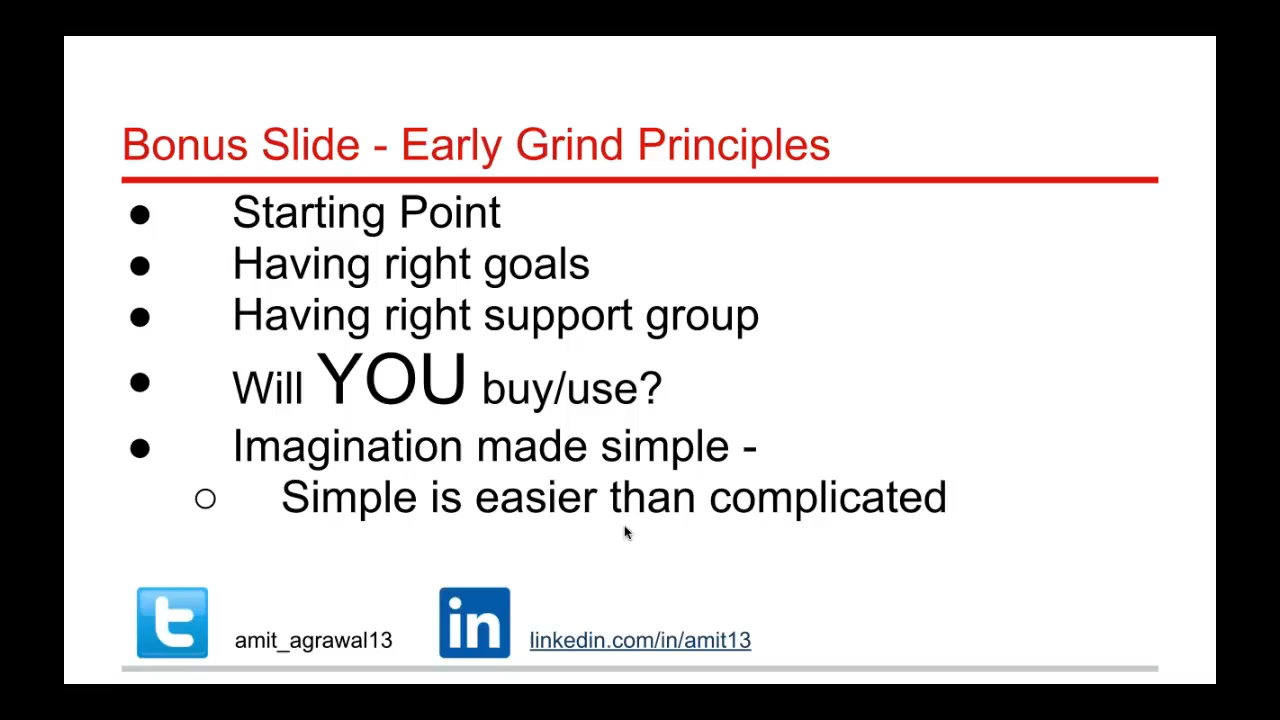 Bonus Slide - Early Grind Principles
● Starting Point
● Having right goals
● Having right support group
● Will YOU buy/use?
● Imagination made simple -
○ Simple is easier than complicated
t amit_agrawal13 in linkedin.com/in/amit13